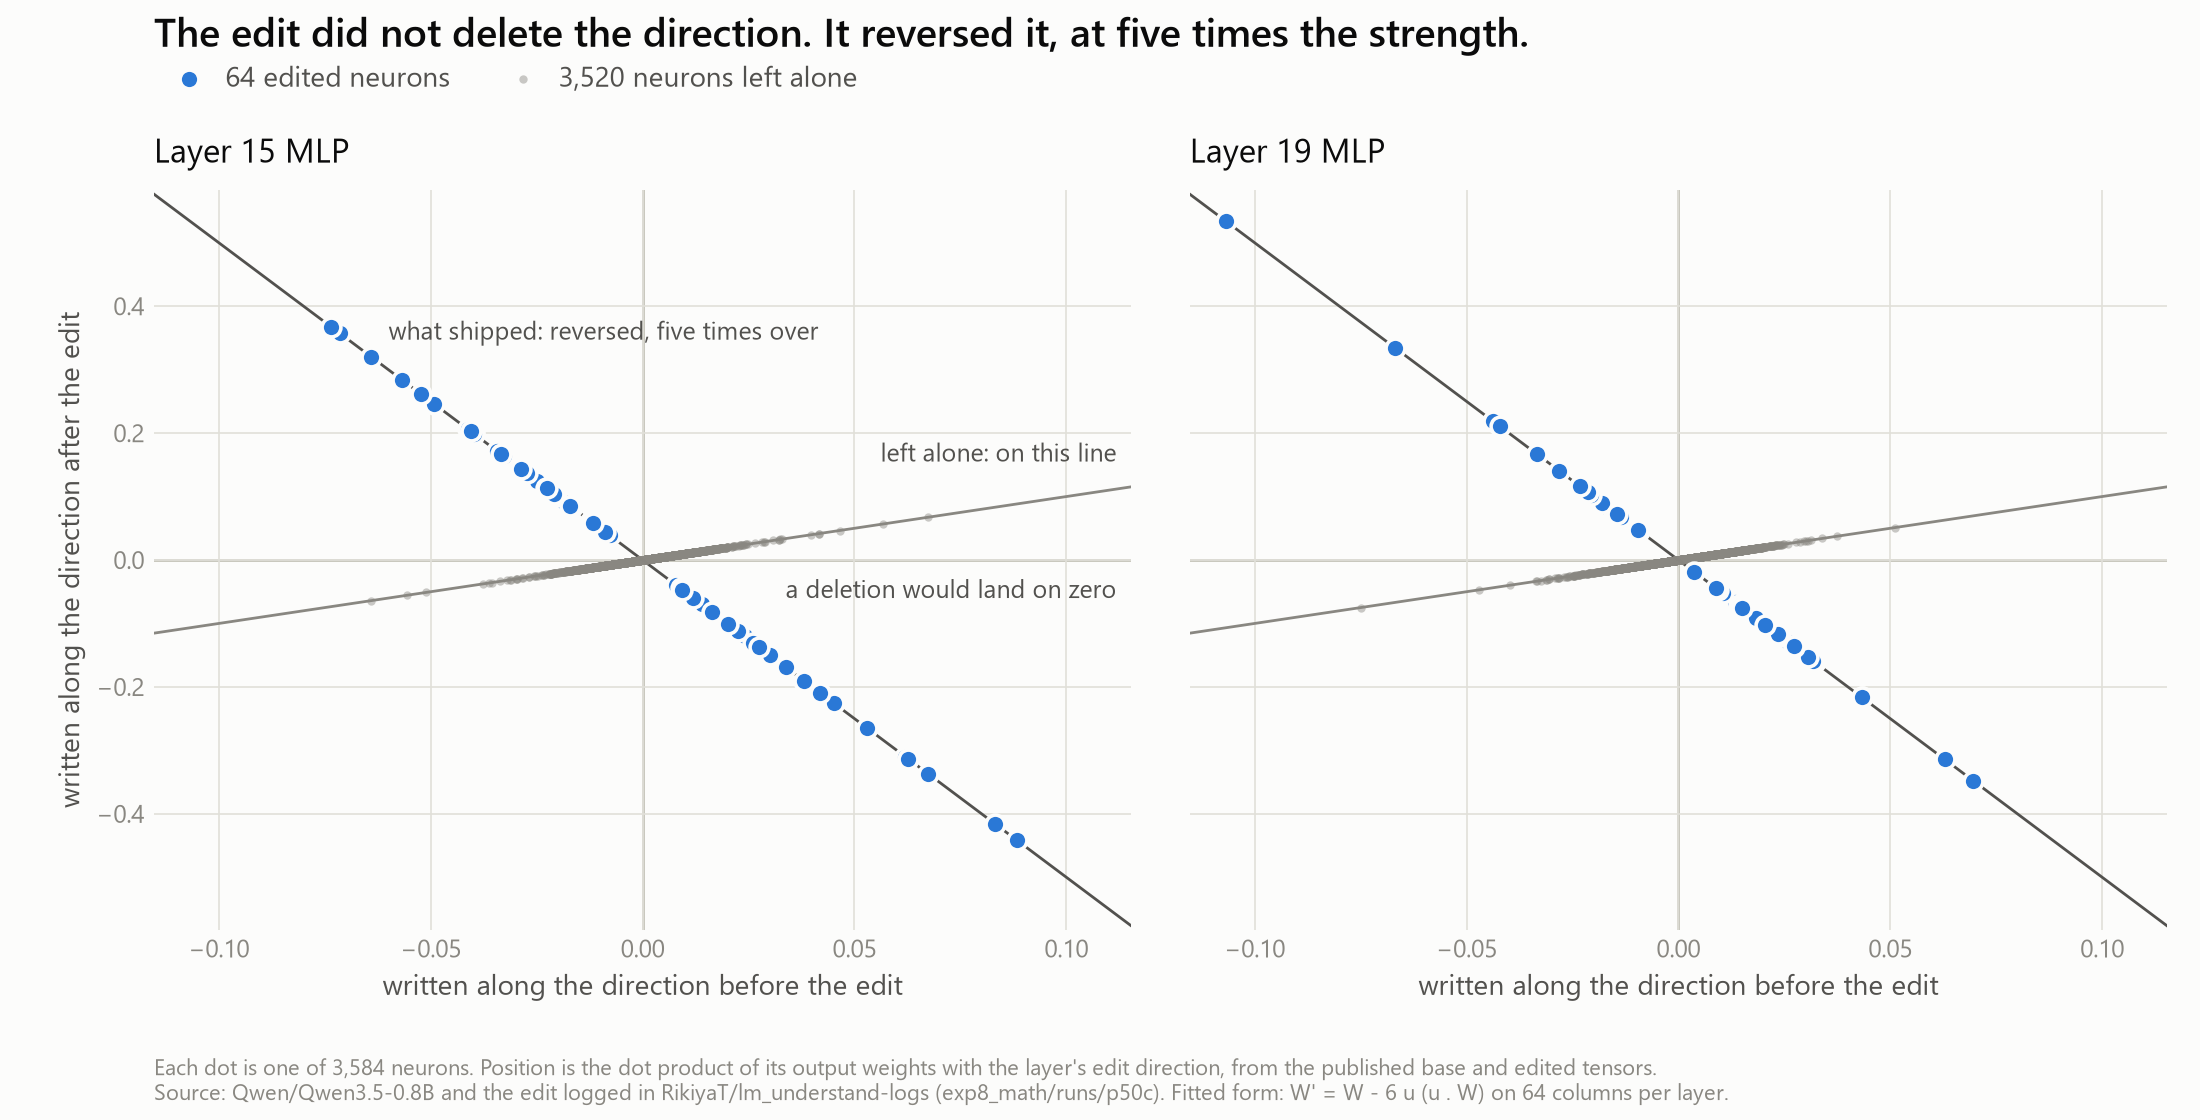 The edit did not delete the direction. It reversed it, at five times the strength.
64 edited neurons
3,520 neurons left alone
Layer 15 MLP
Layer 19 MLP
what shipped: reversed, five times over
left alone: on this line
a deletion would land on zero
written along the direction after the edit
0.4
0.2
0.0
−0.2
−0.4
−0.10
−0.05
0.00
0.05
0.10
−0.10
−0.05
0.00
0.05
0.10
written along the direction before the edit
written along the direction before the edit
Each dot is one of 3,584 neurons. Position is the dot product of its output weights with the layer's edit direction, from the published base and edited tensors.
Source: Qwen/Qwen3.5-0.8B and the edit logged in RikiyaT/lm_understand-logs (exp8_math/runs/p50c). Fitted form: W' = W - 6 u (u . W) on 64 columns per layer.